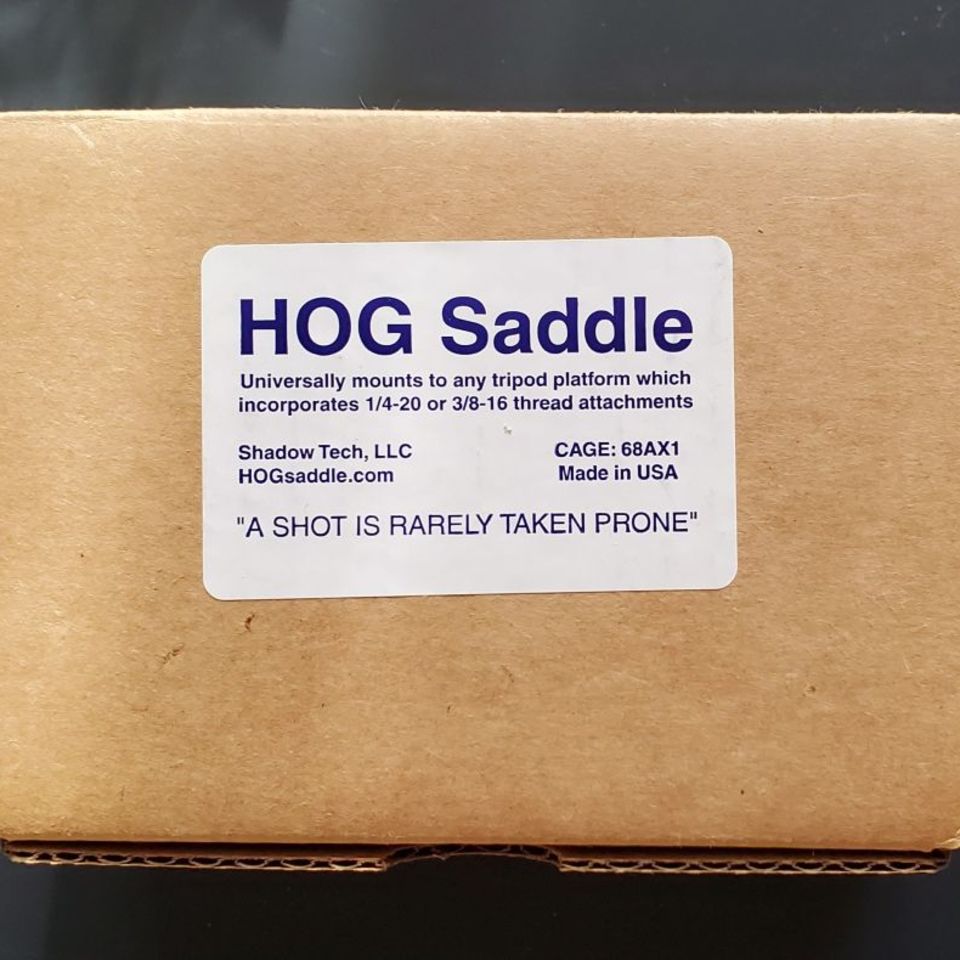 HOG Saddle
Universally mounts to any tripod platform which
incorporates 1/4-20 or 3/8-16 thread attachments
Shadow Tech, LLC
HOGsaddle.com
CAGE: 68AX1
Made in USA
"A SHOT IS RARELY TAKEN PRONE"